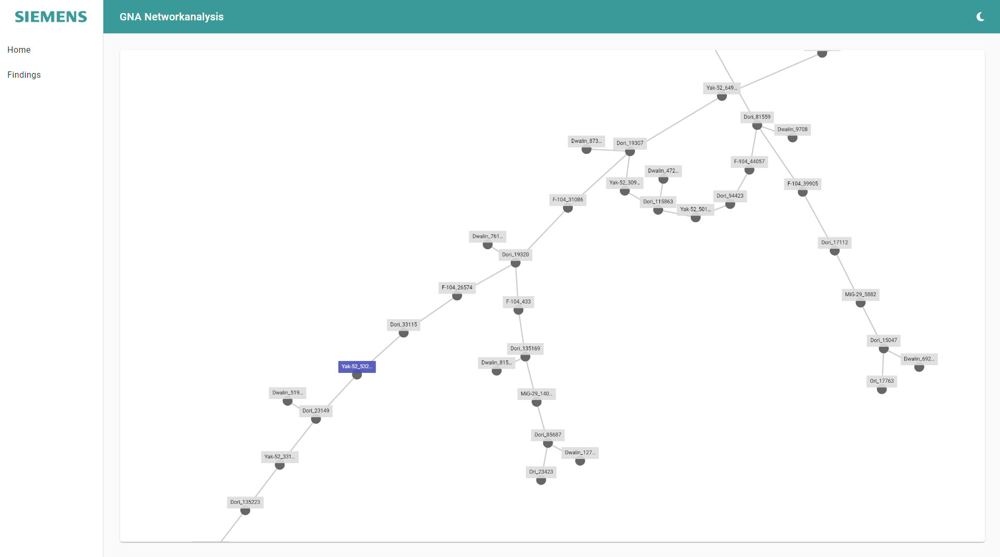 SIEMENS
GNA Networkanalysis
Home
Findings
Yak-52_649...
Dori_81559
Dwalin_9708
Dwalin_873...
Dori_19307
F-104_44057
Dwalin_472...
Yak-52_309...
F-104_39905
Dori_94423
F-104_31086
Dori_115863
Yak-52_501...
Dwalin_761...
Dori_17112
Dori_19320
F-104_26574
MiG-29_5882
F-104_433
Dori_33115
Dori_15047
Dori_135169
Dwalin_692...
Dwalin_815...
Yak-52_532...
Ori_17763
Dwalin_519...
MiG-29_140...
Dori_23149
Dori_85687
Dwalin_127...
Yak-52_331...
Ori_23423
Dori_135223